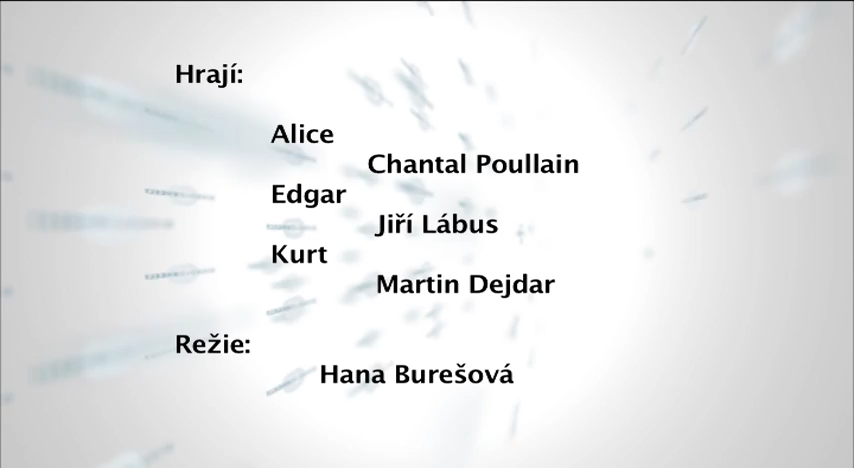 Hrají:
Alice
Chantal Poullain
Edgar
Jiří Lábus
Kurt
Martin Dejdar
Režie:
Hana Burešová